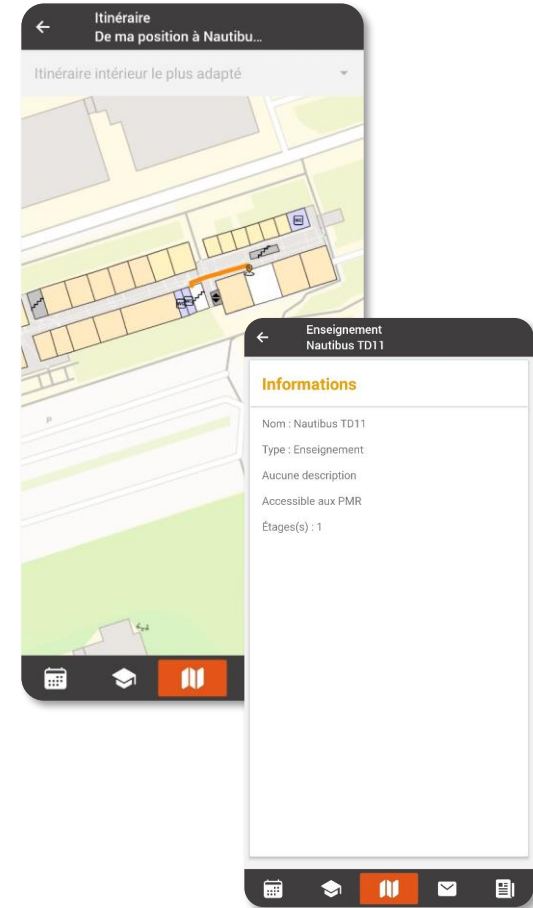 Itinéraire
De ma position à Nautibu...
Itinéraire intérieur le plus adapté
WC
P
Enseignement
Nautibus TD11
Informations
Nom : Nautibus TD11
Type : Enseignement
Aucune description
Accessible aux PMR
Étages(s) : 1